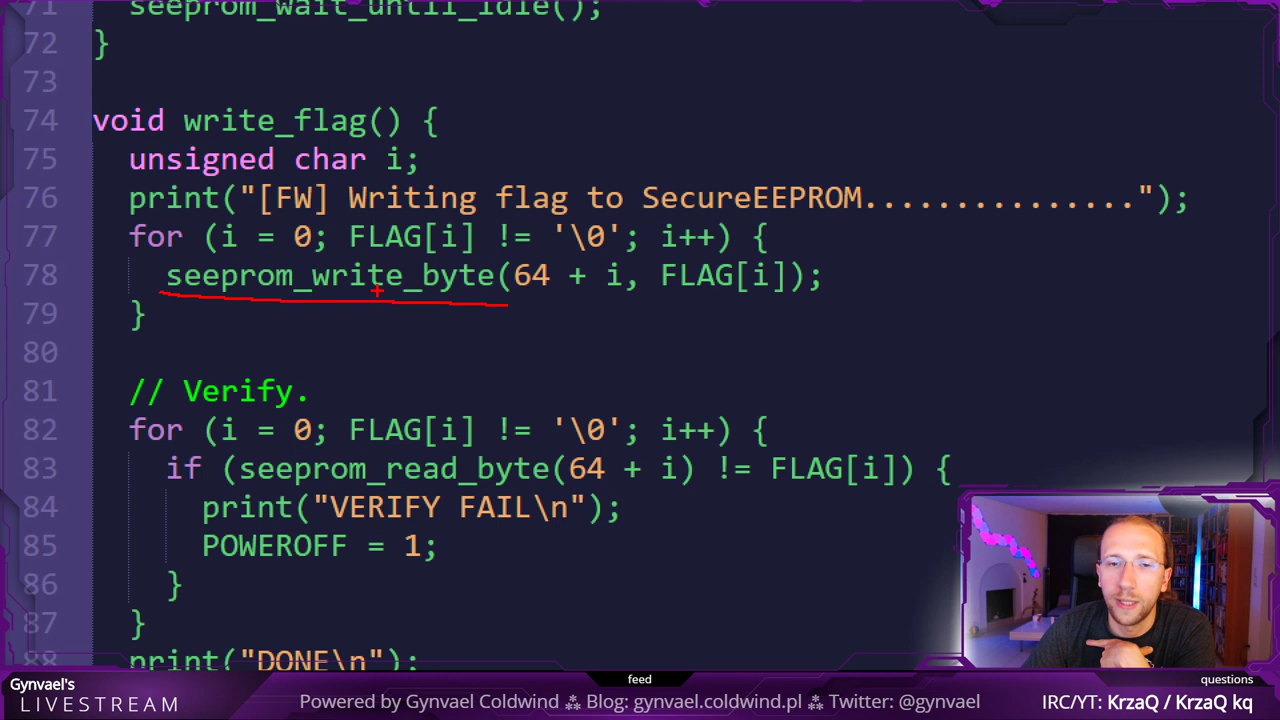 71   seeprom_wait_until_idle();
72 }
73
74 void write_flag() {
75   unsigned char i;
76   print("[FW] Writing flag to SecureEEPROM...............");
77   for (i = 0; FLAG[i] != '\0'; i++) {
78     seeprom_write_byte(64 + i, FLAG[i]);
79   }
80
81   // Verify.
82   for (i = 0; FLAG[i] != '\0'; i++) {
83     if (seeprom_read_byte(64 + i) != FLAG[i]) {
84       print("VERIFY FAIL\n");
85       POWEROFF = 1;
86     }
87   }
88   print("DONE\n");
Gynvael's
LIVESTREAM
feed
questions
Powered by Gynvael Coldwind ⁂ Blog: gynvael.coldwind.pl ⁂ Twitter: @gynvael
IRC/YT: KrzaQ / KrzaQ kq